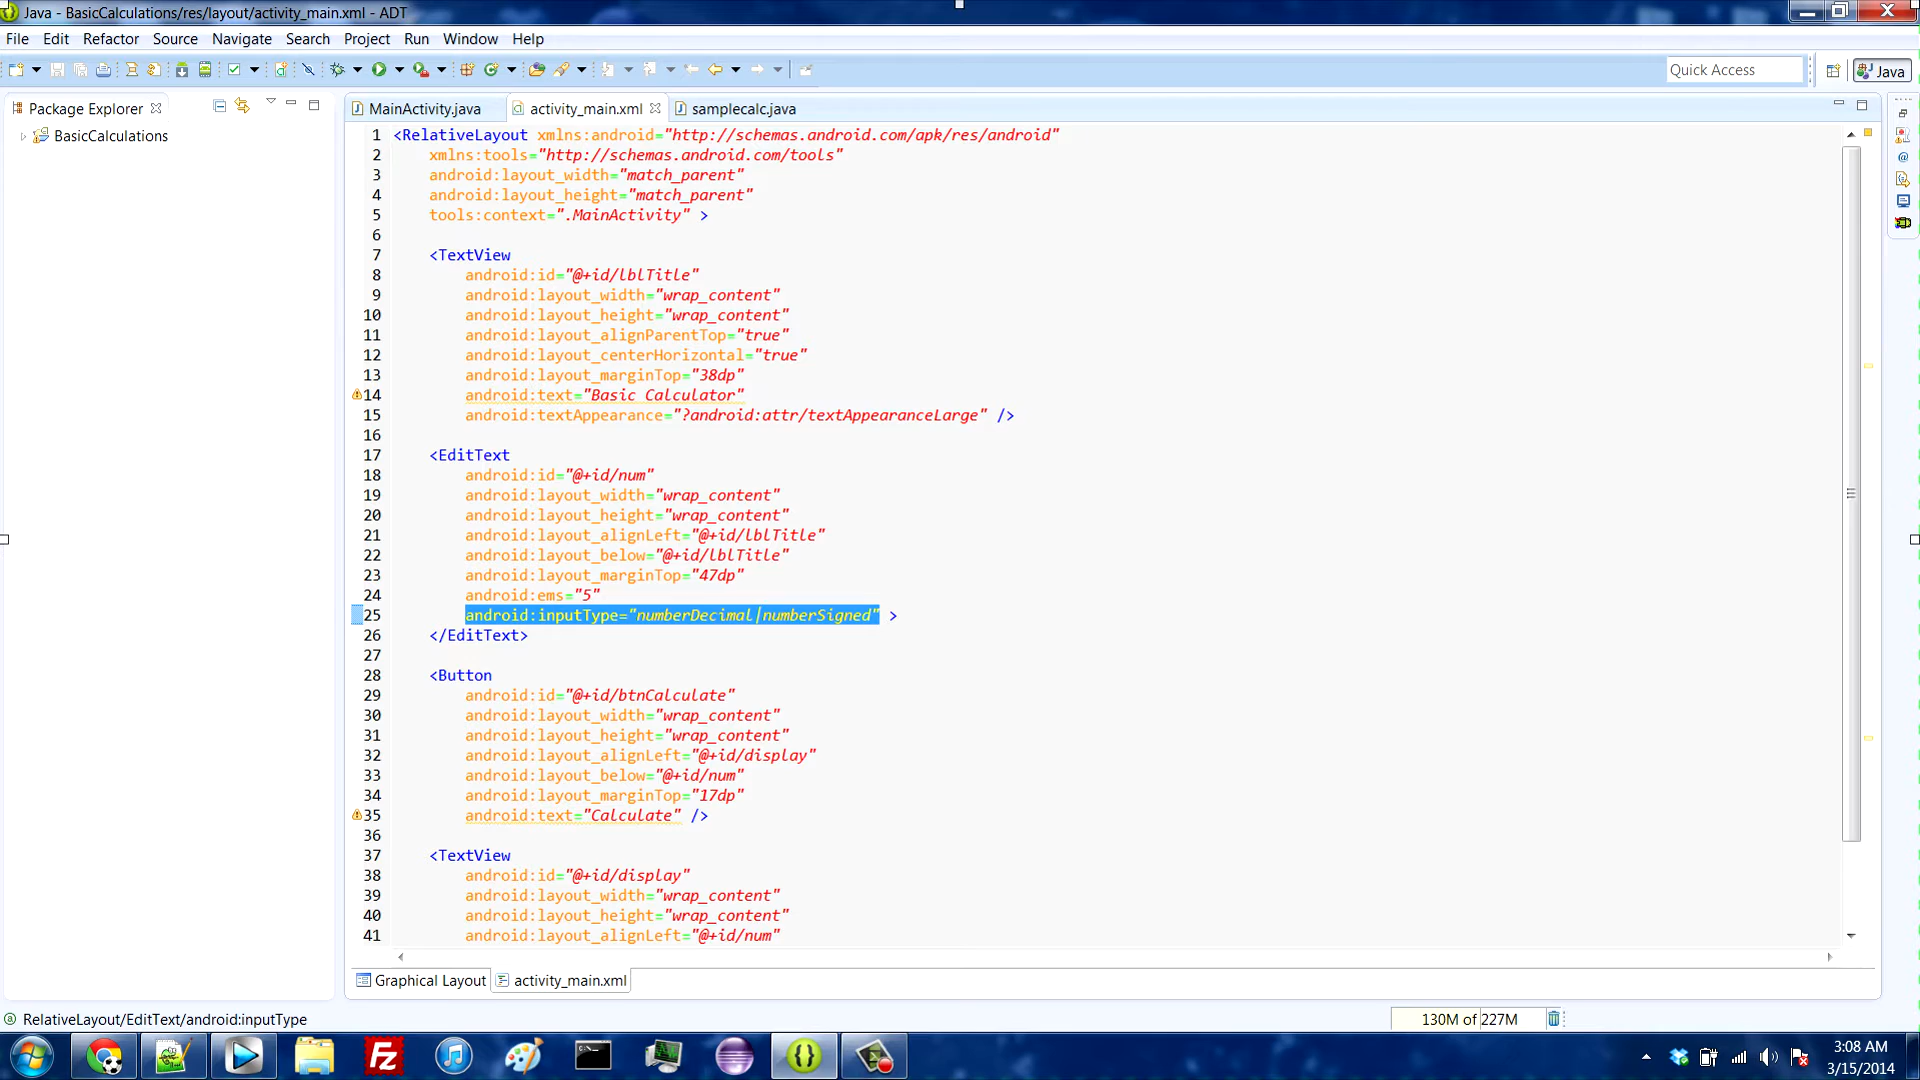 Java - BasicCalculations/res/layout/activity_main.xml - ADT
File Edit Refactor Source Navigate Search Project Run Window Help
Quick Access
Java
Package Explorer
BasicCalculations
MainActivity.java activity_main.xml samplecalc.java
1 <RelativeLayout xmlns:android="http://schemas.android.com/apk/res/android"
2 xmlns:tools="http://schemas.android.com/tools"
3 android:layout_width="match_parent"
4 android:layout_height="match_parent"
5 tools:context=".MainActivity" >
6
7 <TextView
8 android:id="@+id/lblTitle"
9 android:layout_width="wrap_content"
10 android:layout_height="wrap_content"
11 android:layout_alignParentTop="true"
12 android:layout_centerHorizontal="true"
13 android:layout_marginTop="38dp"
14 android:text="Basic Calculator"
15 android:textAppearance="?android:attr/textAppearanceLarge" />
16
17 <EditText
18 android:id="@+id/num"
19 android:layout_width="wrap_content"
20 android:layout_height="wrap_content"
21 android:layout_alignLeft="@+id/lblTitle"
22 android:layout_below="@+id/lblTitle"
23 android:layout_marginTop="47dp"
24 android:ems="5"
25 android:inputType="numberDecimal|numberSigned" >
26 </EditText>
27
28 <Button
29 android:id="@+id/btnCalculate"
30 android:layout_width="wrap_content"
31 android:layout_height="wrap_content"
32 android:layout_alignLeft="@+id/display"
33 android:layout_below="@+id/num"
34 android:layout_marginTop="17dp"
35 android:text="Calculate" />
36
37 <TextView
38 android:id="@+id/display"
39 android:layout_width="wrap_content"
40 android:layout_height="wrap_content"
41 android:layout_alignLeft="@+id/num"
Graphical Layout activity_main.xml
RelativeLayout/EditText/android:inputType
130M of 227M
3:08 AM
3/15/2014